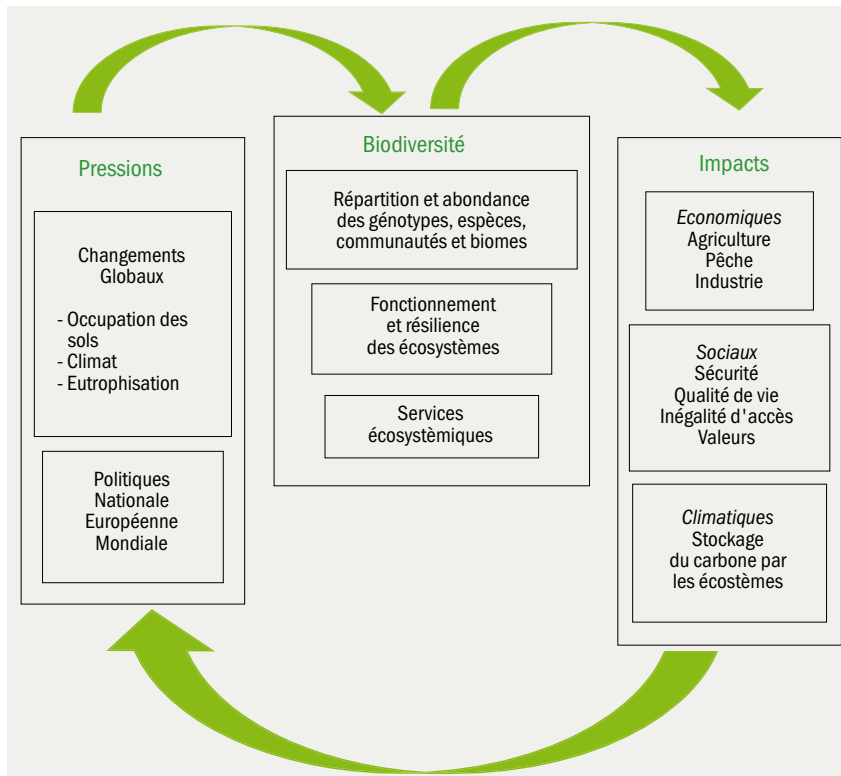 Pressions
Changements
Globaux
- Occupation des
sols
- Climat
- Eutrophisation
Politiques
Nationale
Européenne
Mondiale
Biodiversité
Répartition et abondance
des génotypes, espèces,
communautés et biomes
Fonctionnement
et résilience
des écosystèmes
Services
écosystèmiques
Impacts
Economiques
Agriculture
Pêche
Industrie
Sociaux
Sécurité
Qualité de vie
Inégalité d'accès
Valeurs
Climatiques
Stockage
du carbone par
les écostèmes